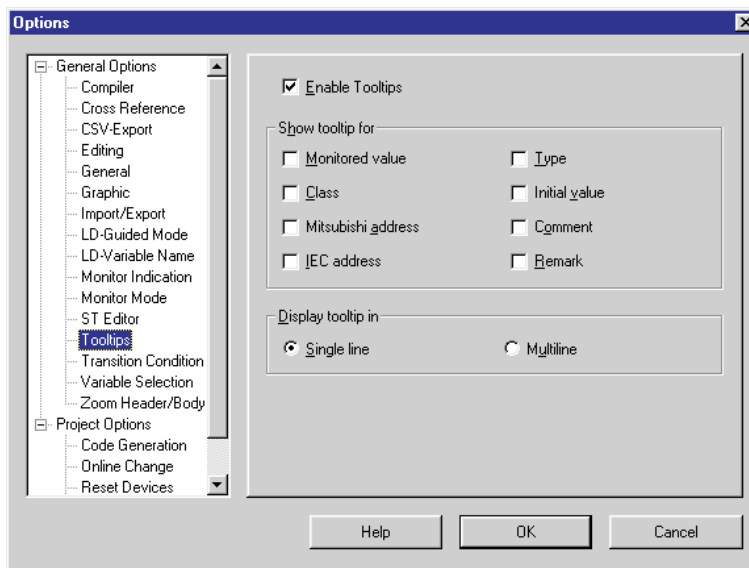 Options
General Options
Compiler
Cross Reference
CSV-Export
Editing
General
Graphic
Import/Export
LD-Guided Mode
LD-Variable Name
Monitor Indication
Monitor Mode
ST Editor
Tooltips
Transition Condition
Variable Selection
Zoom Header/Body
Project Options
Code Generation
Online Change
Reset Devices
Enable Tooltips
Show tooltip for
Monitored value
Type
Class
Initial value
Mitsubishi address
Comment
IEC address
Remark
Display tooltip in
Single line
Multiline
Help
OK
Cancel